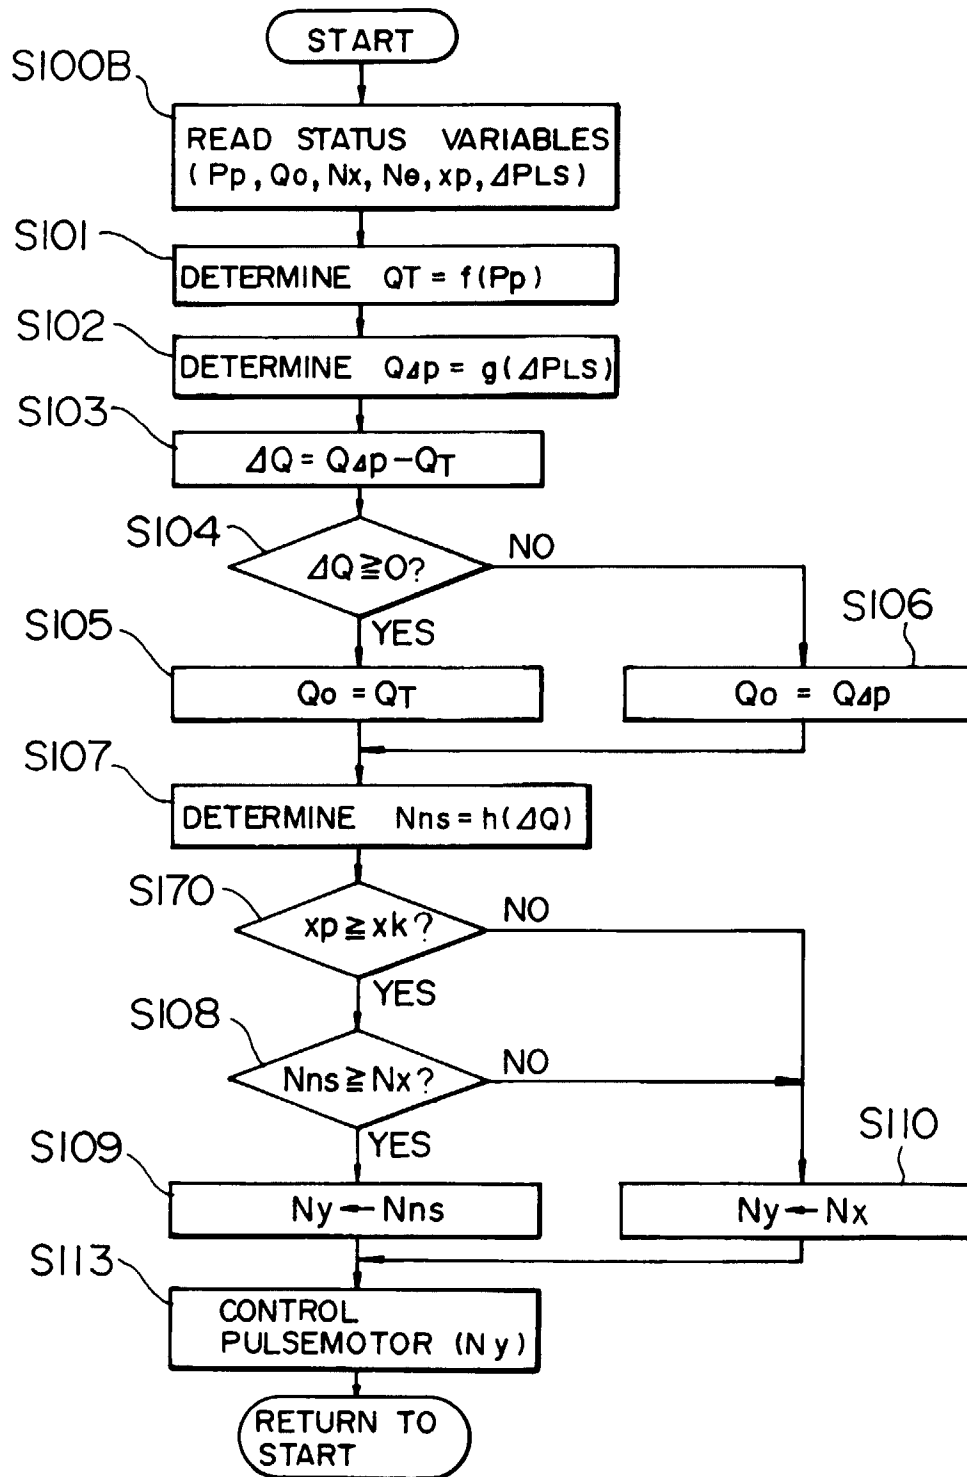 START
S100B
READ STATUS VARIABLES
(Pp, Qo, Nx, Ne, xp, ΔPLS)
S101
DETERMINE QT = f(Pp)
S102
DETERMINE QΔp = g(ΔPLS)
S103
ΔQ = QΔp-QT
S104
ΔQ ≧ 0?
NO
YES
S105
Qo = QT
S106
Qo = QΔp
S107
DETERMINE Nns = h(ΔQ)
S170
xp ≧ xk?
NO
YES
S108
Nns ≧ Nx?
NO
YES
S109
Ny ← Nns
S110
Ny ← Nx
S113
CONTROL
PULSEMOTOR (Ny)
RETURN TO
START